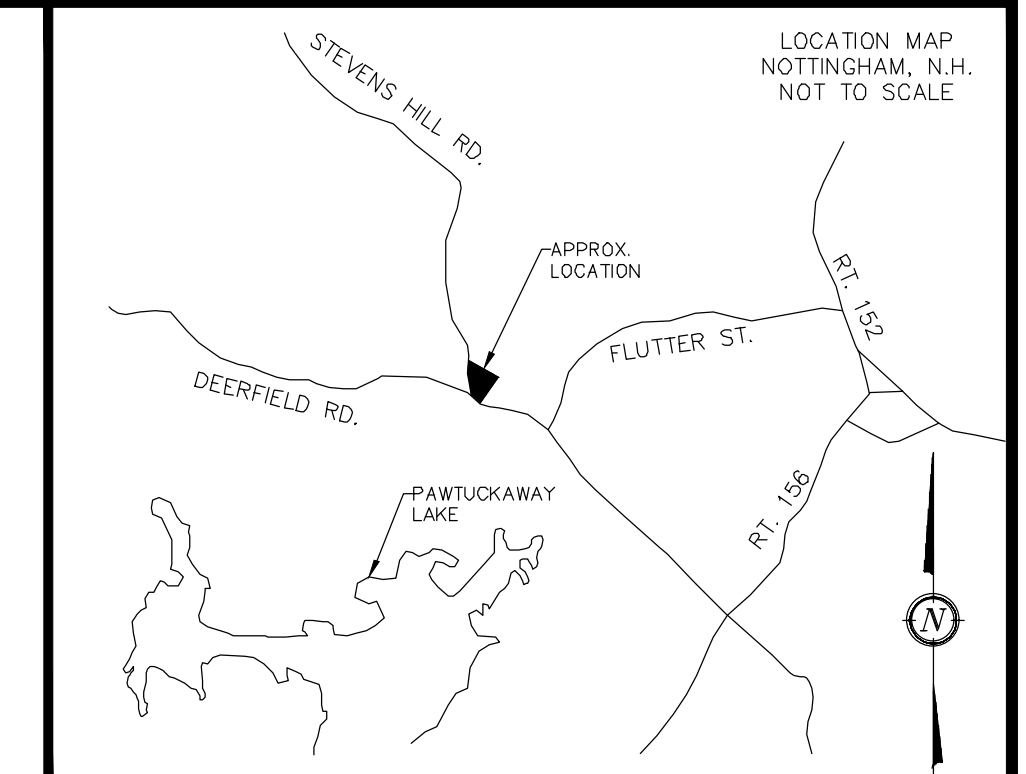 LOCATION MAP
NOTTINGHAM, N.H.
NOT TO SCALE
STEVENS HILL RD.
APPROX.
LOCATION
RT. 152
FLUTTER ST.
DEERFIELD RD.
PAWTUCKAWAY
LAKE
RT. 156
N